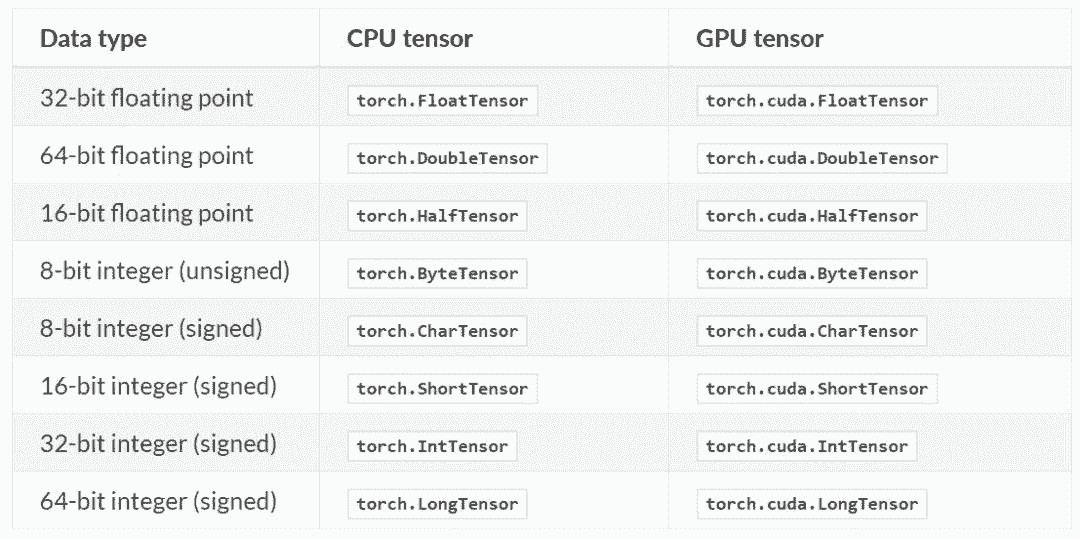 Data type CPU tensor GPU tensor
32-bit floating point torch.FloatTensor torch.cuda.FloatTensor
64-bit floating point torch.DoubleTensor torch.cuda.DoubleTensor
16-bit floating point torch.HalfTensor torch.cuda.HalfTensor
8-bit integer (unsigned) torch.ByteTensor torch.cuda.ByteTensor
8-bit integer (signed) torch.CharTensor torch.cuda.CharTensor
16-bit integer (signed) torch.ShortTensor torch.cuda.ShortTensor
32-bit integer (signed) torch.IntTensor torch.cuda.IntTensor
64-bit integer (signed) torch.LongTensor torch.cuda.LongTensor